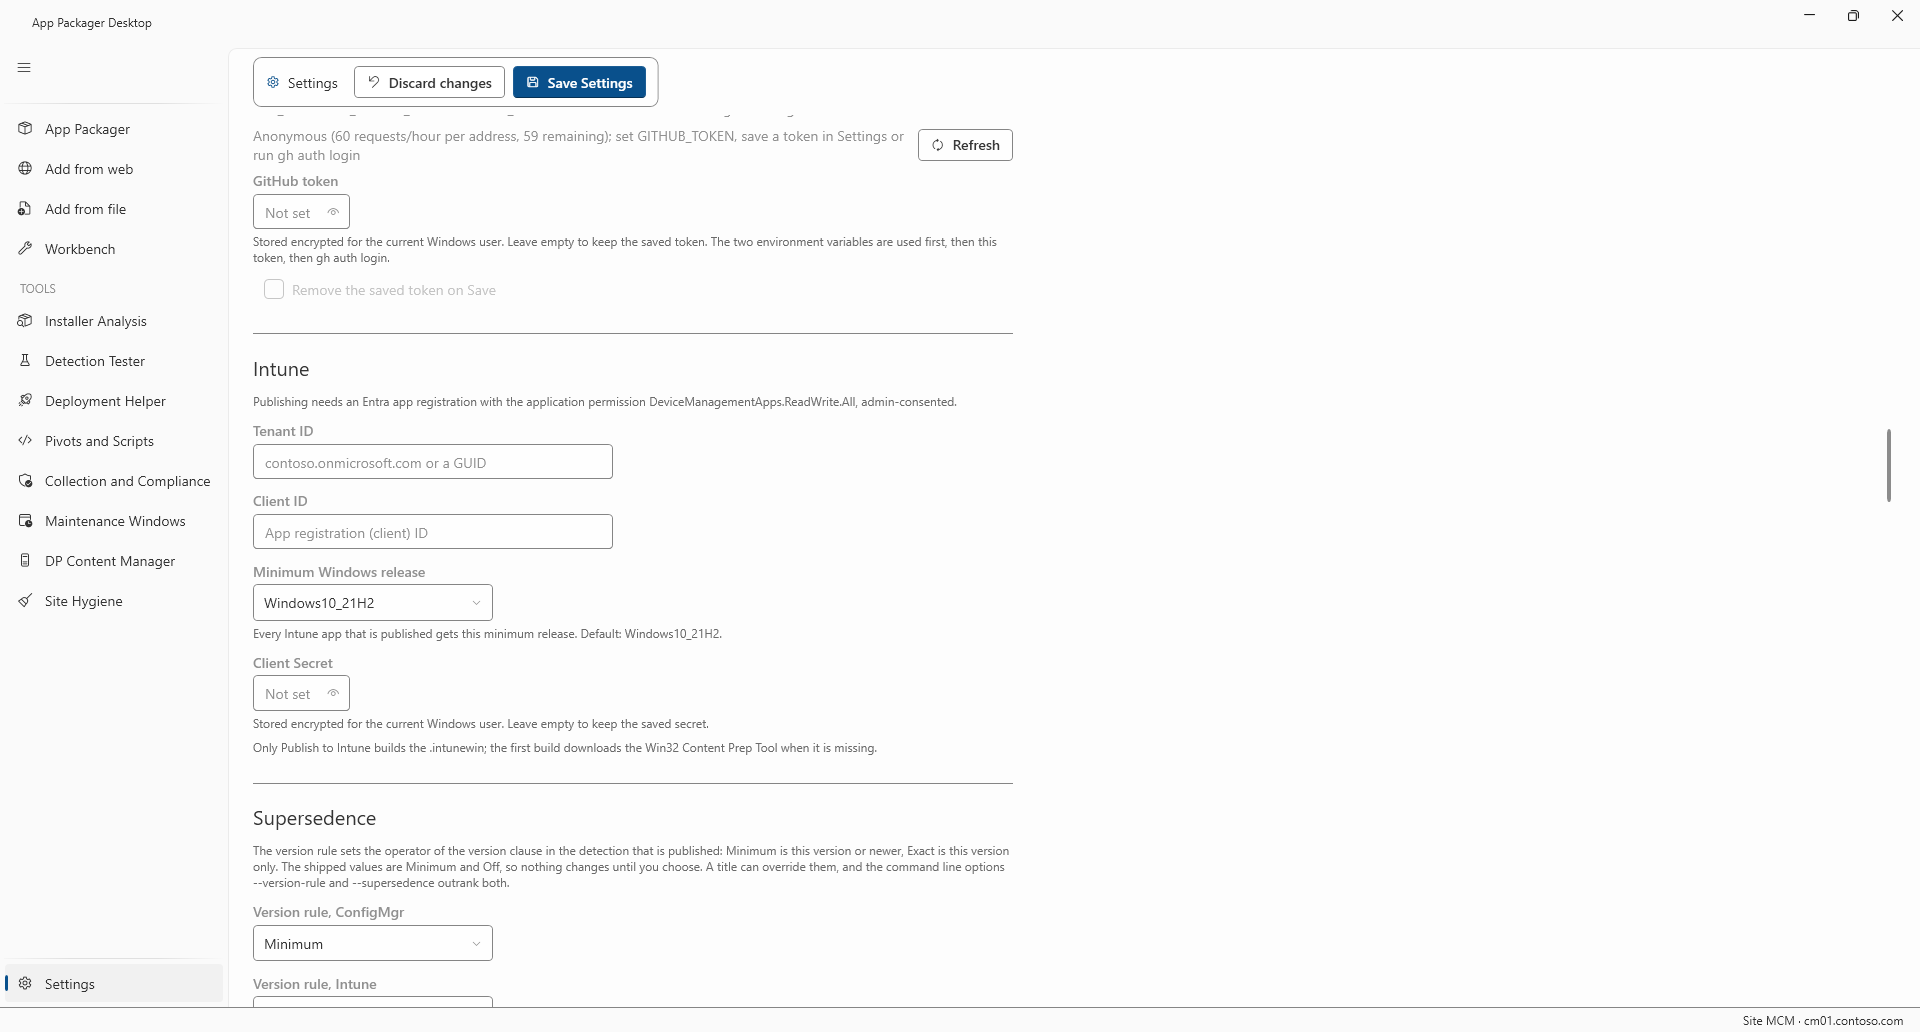 App Packager Desktop
Settings
Discard changes
Save Settings
App Packager
Add from web
Add from file
Workbench
TOOLS
Installer Analysis
Detection Tester
Deployment Helper
Pivots and Scripts
Collection and Compliance
Maintenance Windows
DP Content Manager
Site Hygiene
Settings
Anonymous (60 requests/hour per address, 59 remaining); set GITHUB_TOKEN, save a token in Settings or
run gh auth login
Refresh
GitHub token
Not set
Stored encrypted for the current Windows user. Leave empty to keep the saved token. The two environment variables are used first, then this
token, then gh auth login.
Remove the saved token on Save
Intune
Publishing needs an Entra app registration with the application permission DeviceManagementApps.ReadWrite.All, admin-consented.
Tenant ID
contoso.onmicrosoft.com or a GUID
Client ID
App registration (client) ID
Minimum Windows release
Windows10_21H2
Every Intune app that is published gets this minimum release. Default: Windows10_21H2.
Client Secret
Not set
Stored encrypted for the current Windows user. Leave empty to keep the saved secret.
Only Publish to Intune builds the .intunewin; the first build downloads the Win32 Content Prep Tool when it is missing.
Supersedence
The version rule sets the operator of the version clause in the detection that is published: Minimum is this version or newer, Exact is this version
only. The shipped values are Minimum and Off, so nothing changes until you choose. A title can override them, and the command line options
--version-rule and --supersedence outrank both.
Version rule, ConfigMgr
Minimum
Version rule, Intune
Site MCM · cm01.contoso.com